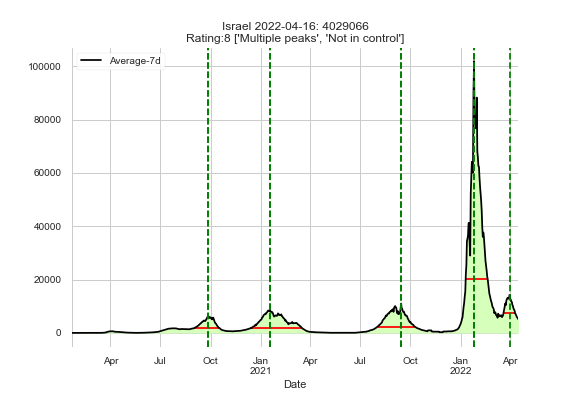 Israel 2022-04-16: 4029066
Rating:8 ['Multiple peaks', 'Not in control']
Average-7d
100000
80000
60000
40000
20000
0
Apr Jul Oct Jan Apr Jul Oct Jan Apr
2021 2022
Date